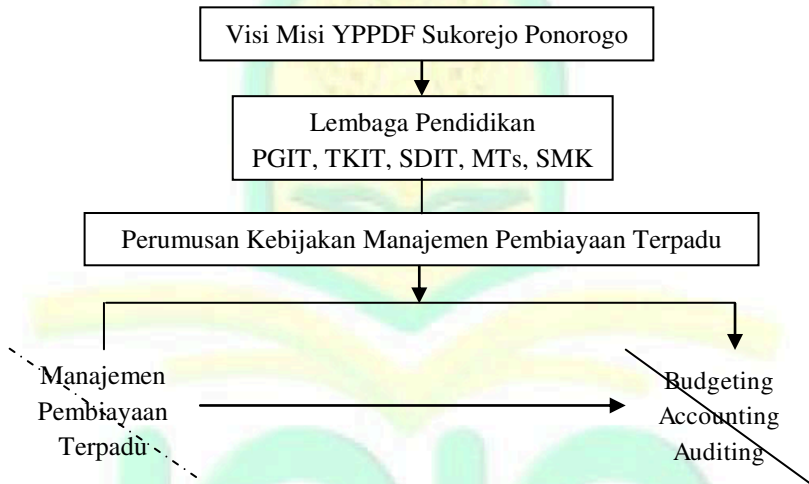 Visi Misi YPPDF Sukorejo Ponorogo
Lembaga Pendidikan
PGIT, TKIT, SDIT, MTs, SMK
Perumusan Kebijakan Manajemen Pembiayaan Terpadu
Manajemen
Pembiayaan
Terpadu
Budgeting
Accounting
Auditing